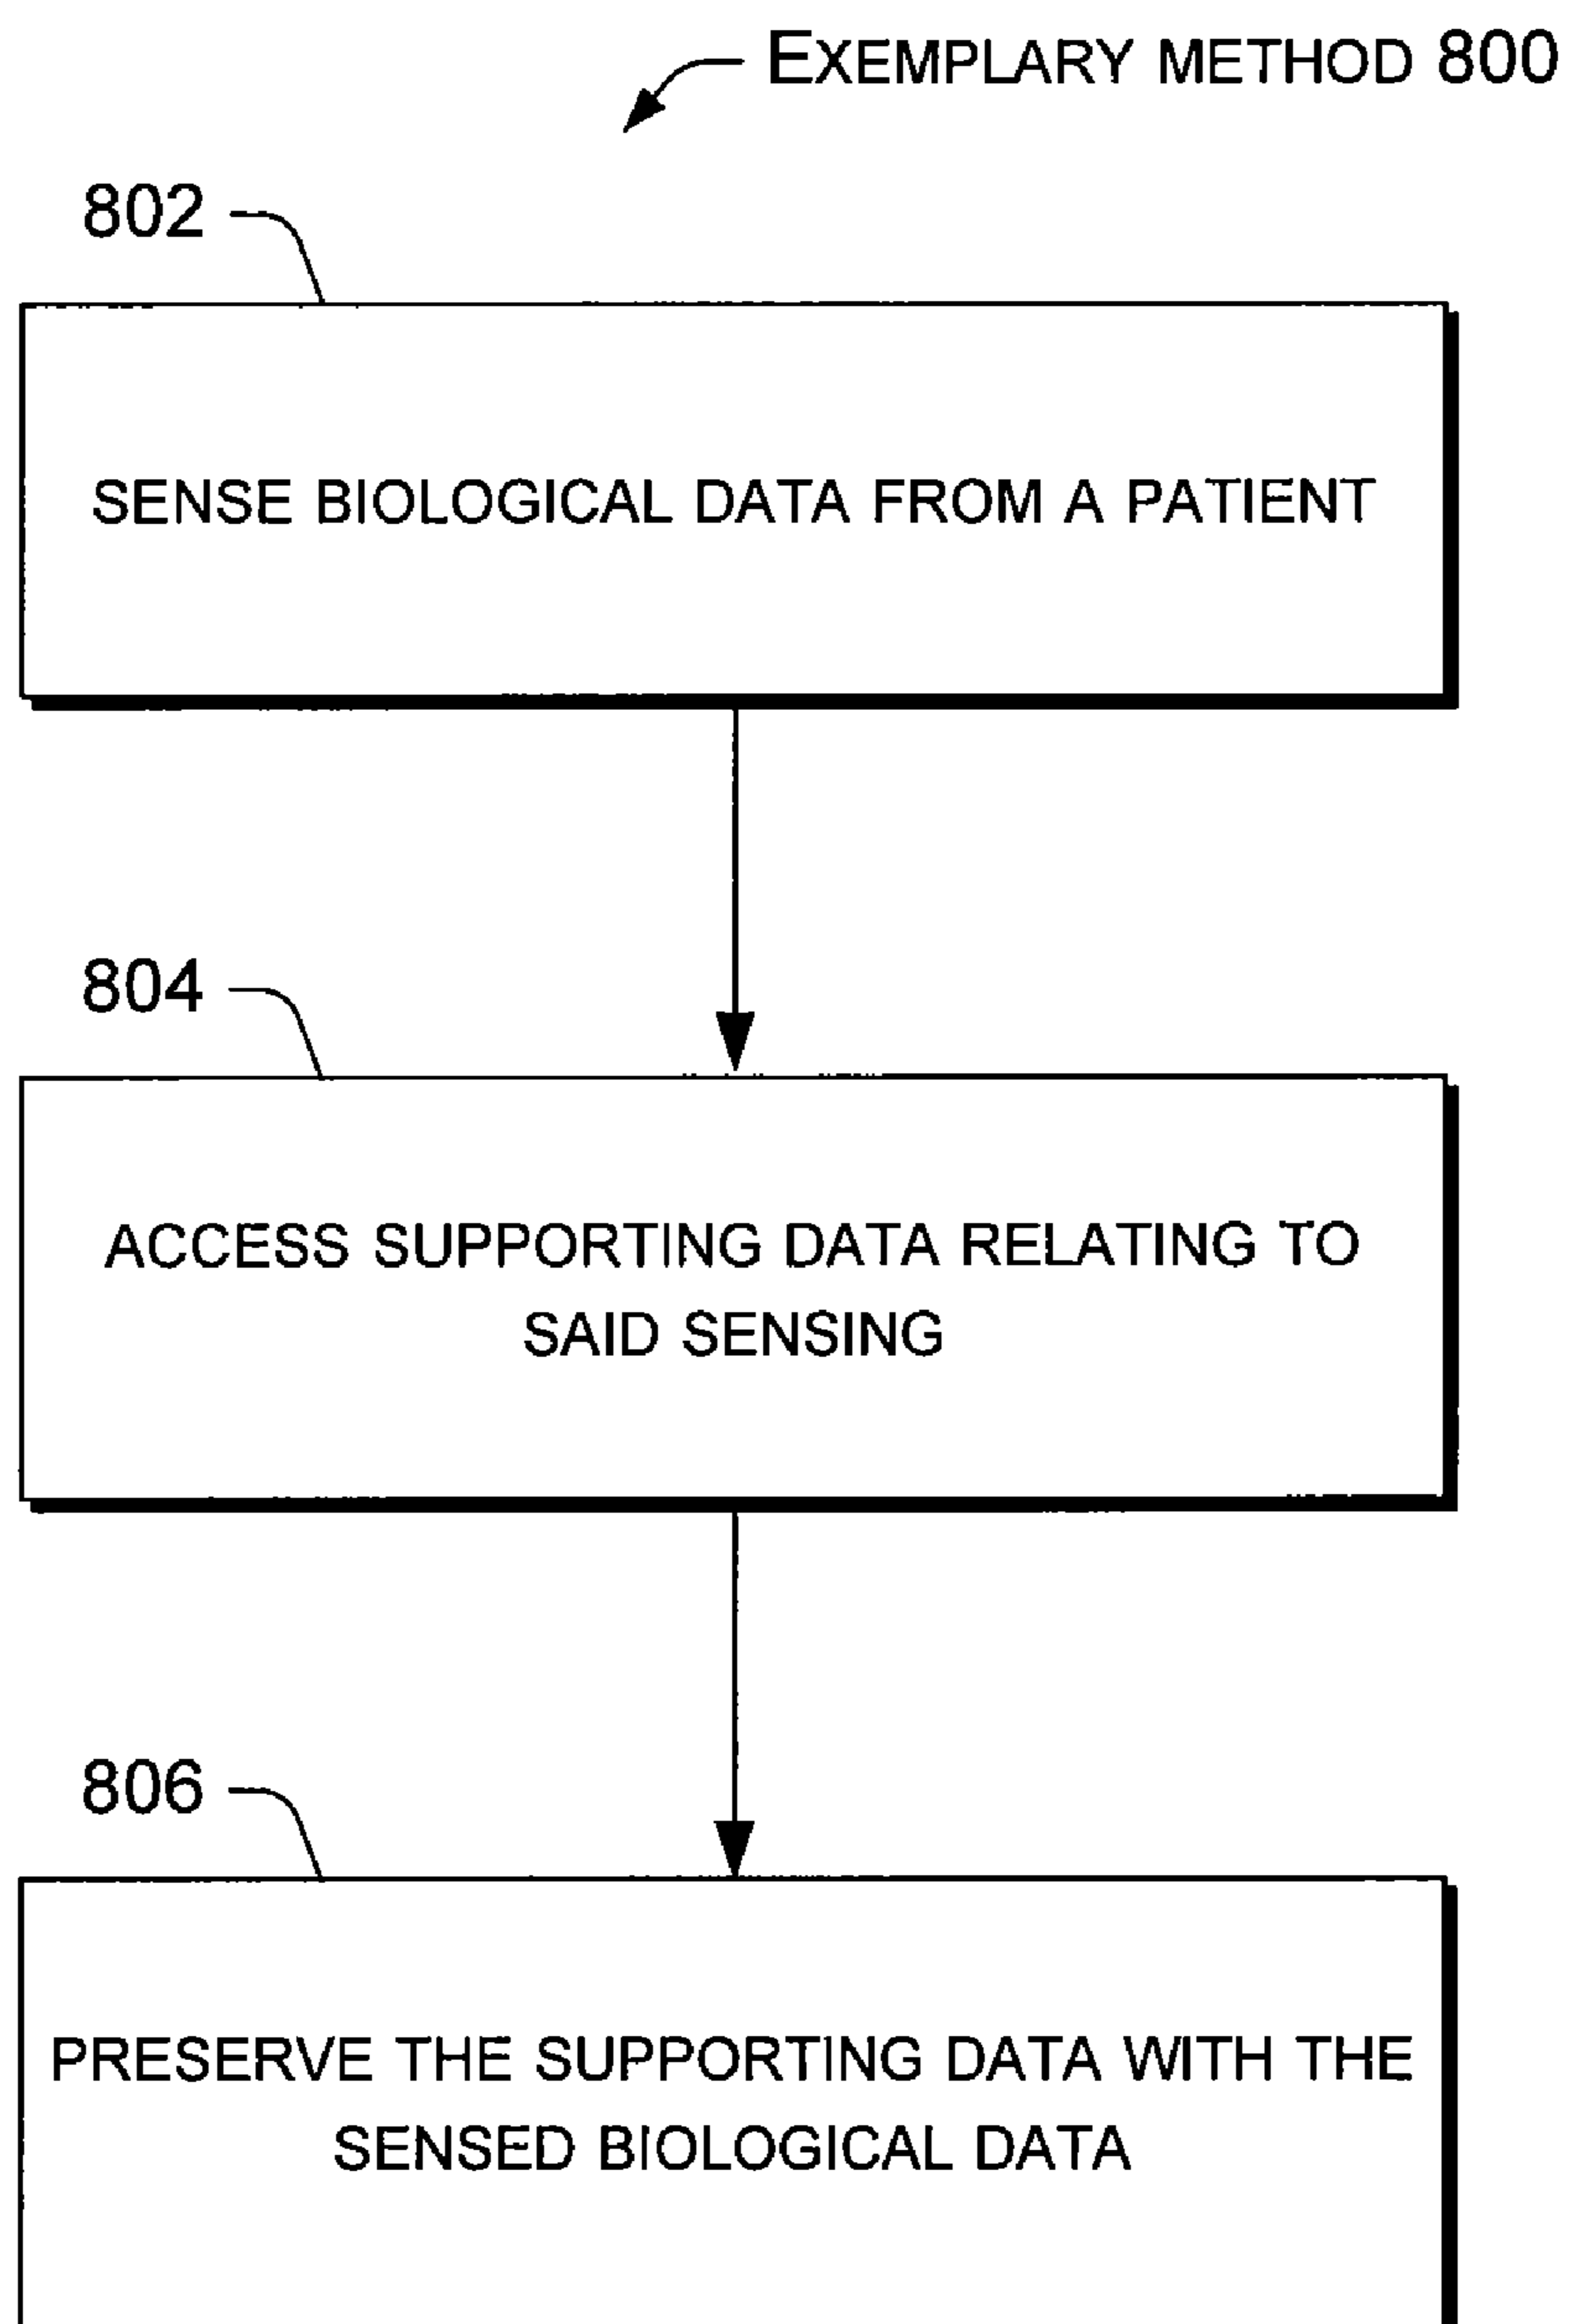 EXEMPLARY METHOD 800
802
SENSE BIOLOGICAL DATA FROM A PATIENT
804
ACCESS SUPPORTING DATA RELATING TO
SAID SENSING
806
PRESERVE THE SUPPORTING DATA WITH THE
SENSED BIOLOGICAL DATA